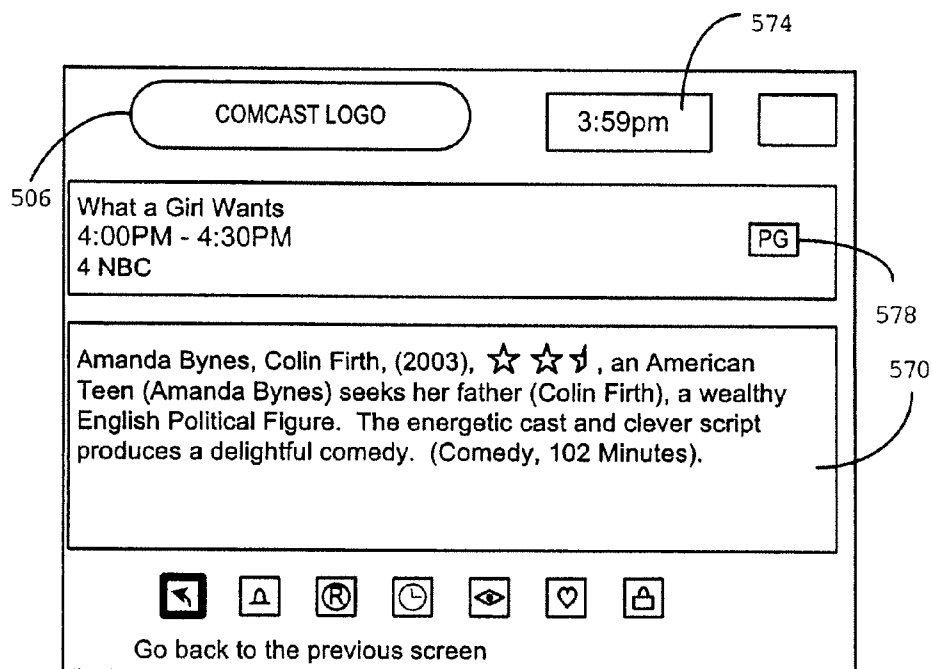 574
COMCAST LOGO
3:59pm
506
What a Girl Wants
4:00PM - 4:30PM
PG
4 NBC
578
Amanda Bynes, Colin Firth, (2003), , an American
570
Teen (Amanda Bynes) seeks her father (Colin Firth), a wealthy
English Political Figure. The energetic cast and clever script
produces a delightful comedy. (Comedy, 102 Minutes).
R
Go back to the previous screen